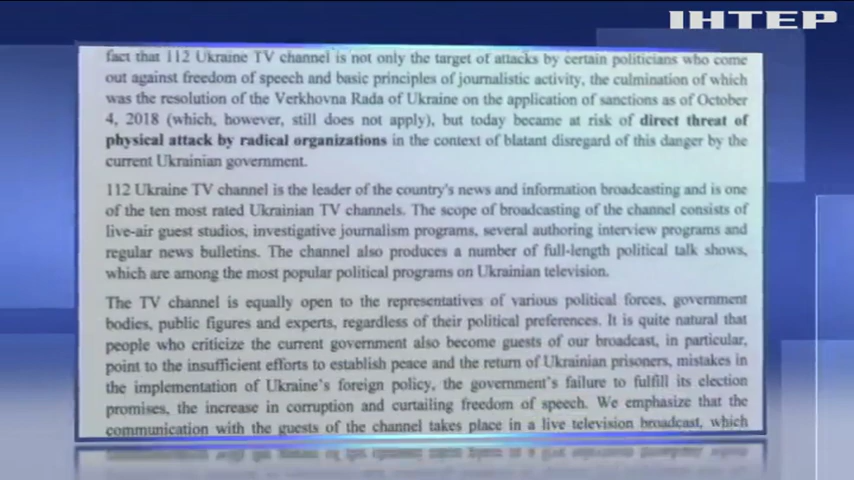 ІНТЕР
fact that 112 Ukraine TV channel is not only the target of attacks by certain politicians who come
out against freedom of speech and basic principles of journalistic activity, the culmination of which
was the resolution of the Verkhovna Rada of Ukraine on the application of sanctions as of October
4, 2018 (which, however, still does not apply), but today became at risk of direct threat of
physical attack by radical organizations in the context of blatant disregard of this danger by the
current Ukrainian government.
112 Ukraine TV channel is the leader of the country's news and information broadcasting and is one
of the ten most rated Ukrainian TV channels. The scope of broadcasting of the channel consists of
live-air guest studios, investigative journalism programs, several authoring interview programs and
regular news bulletins. The channel also produces a number of full-length political talk shows,
which are among the most popular political programs on Ukrainian television.
The TV channel is equally open to the representatives of various political forces, government
bodies, public figures and experts, regardless of their political preferences. It is quite natural that
people who criticize the current government also become guests of our broadcast, in particular,
point to the insufficient efforts to establish peace and the return of Ukrainian prisoners, mistakes in
the implementation of Ukraine's foreign policy, the government's failure to fulfill its election
promises, the increase in corruption and curtailing freedom of speech. We emphasize that the
communication with the guests of the channel takes place in a live television broadcast, which